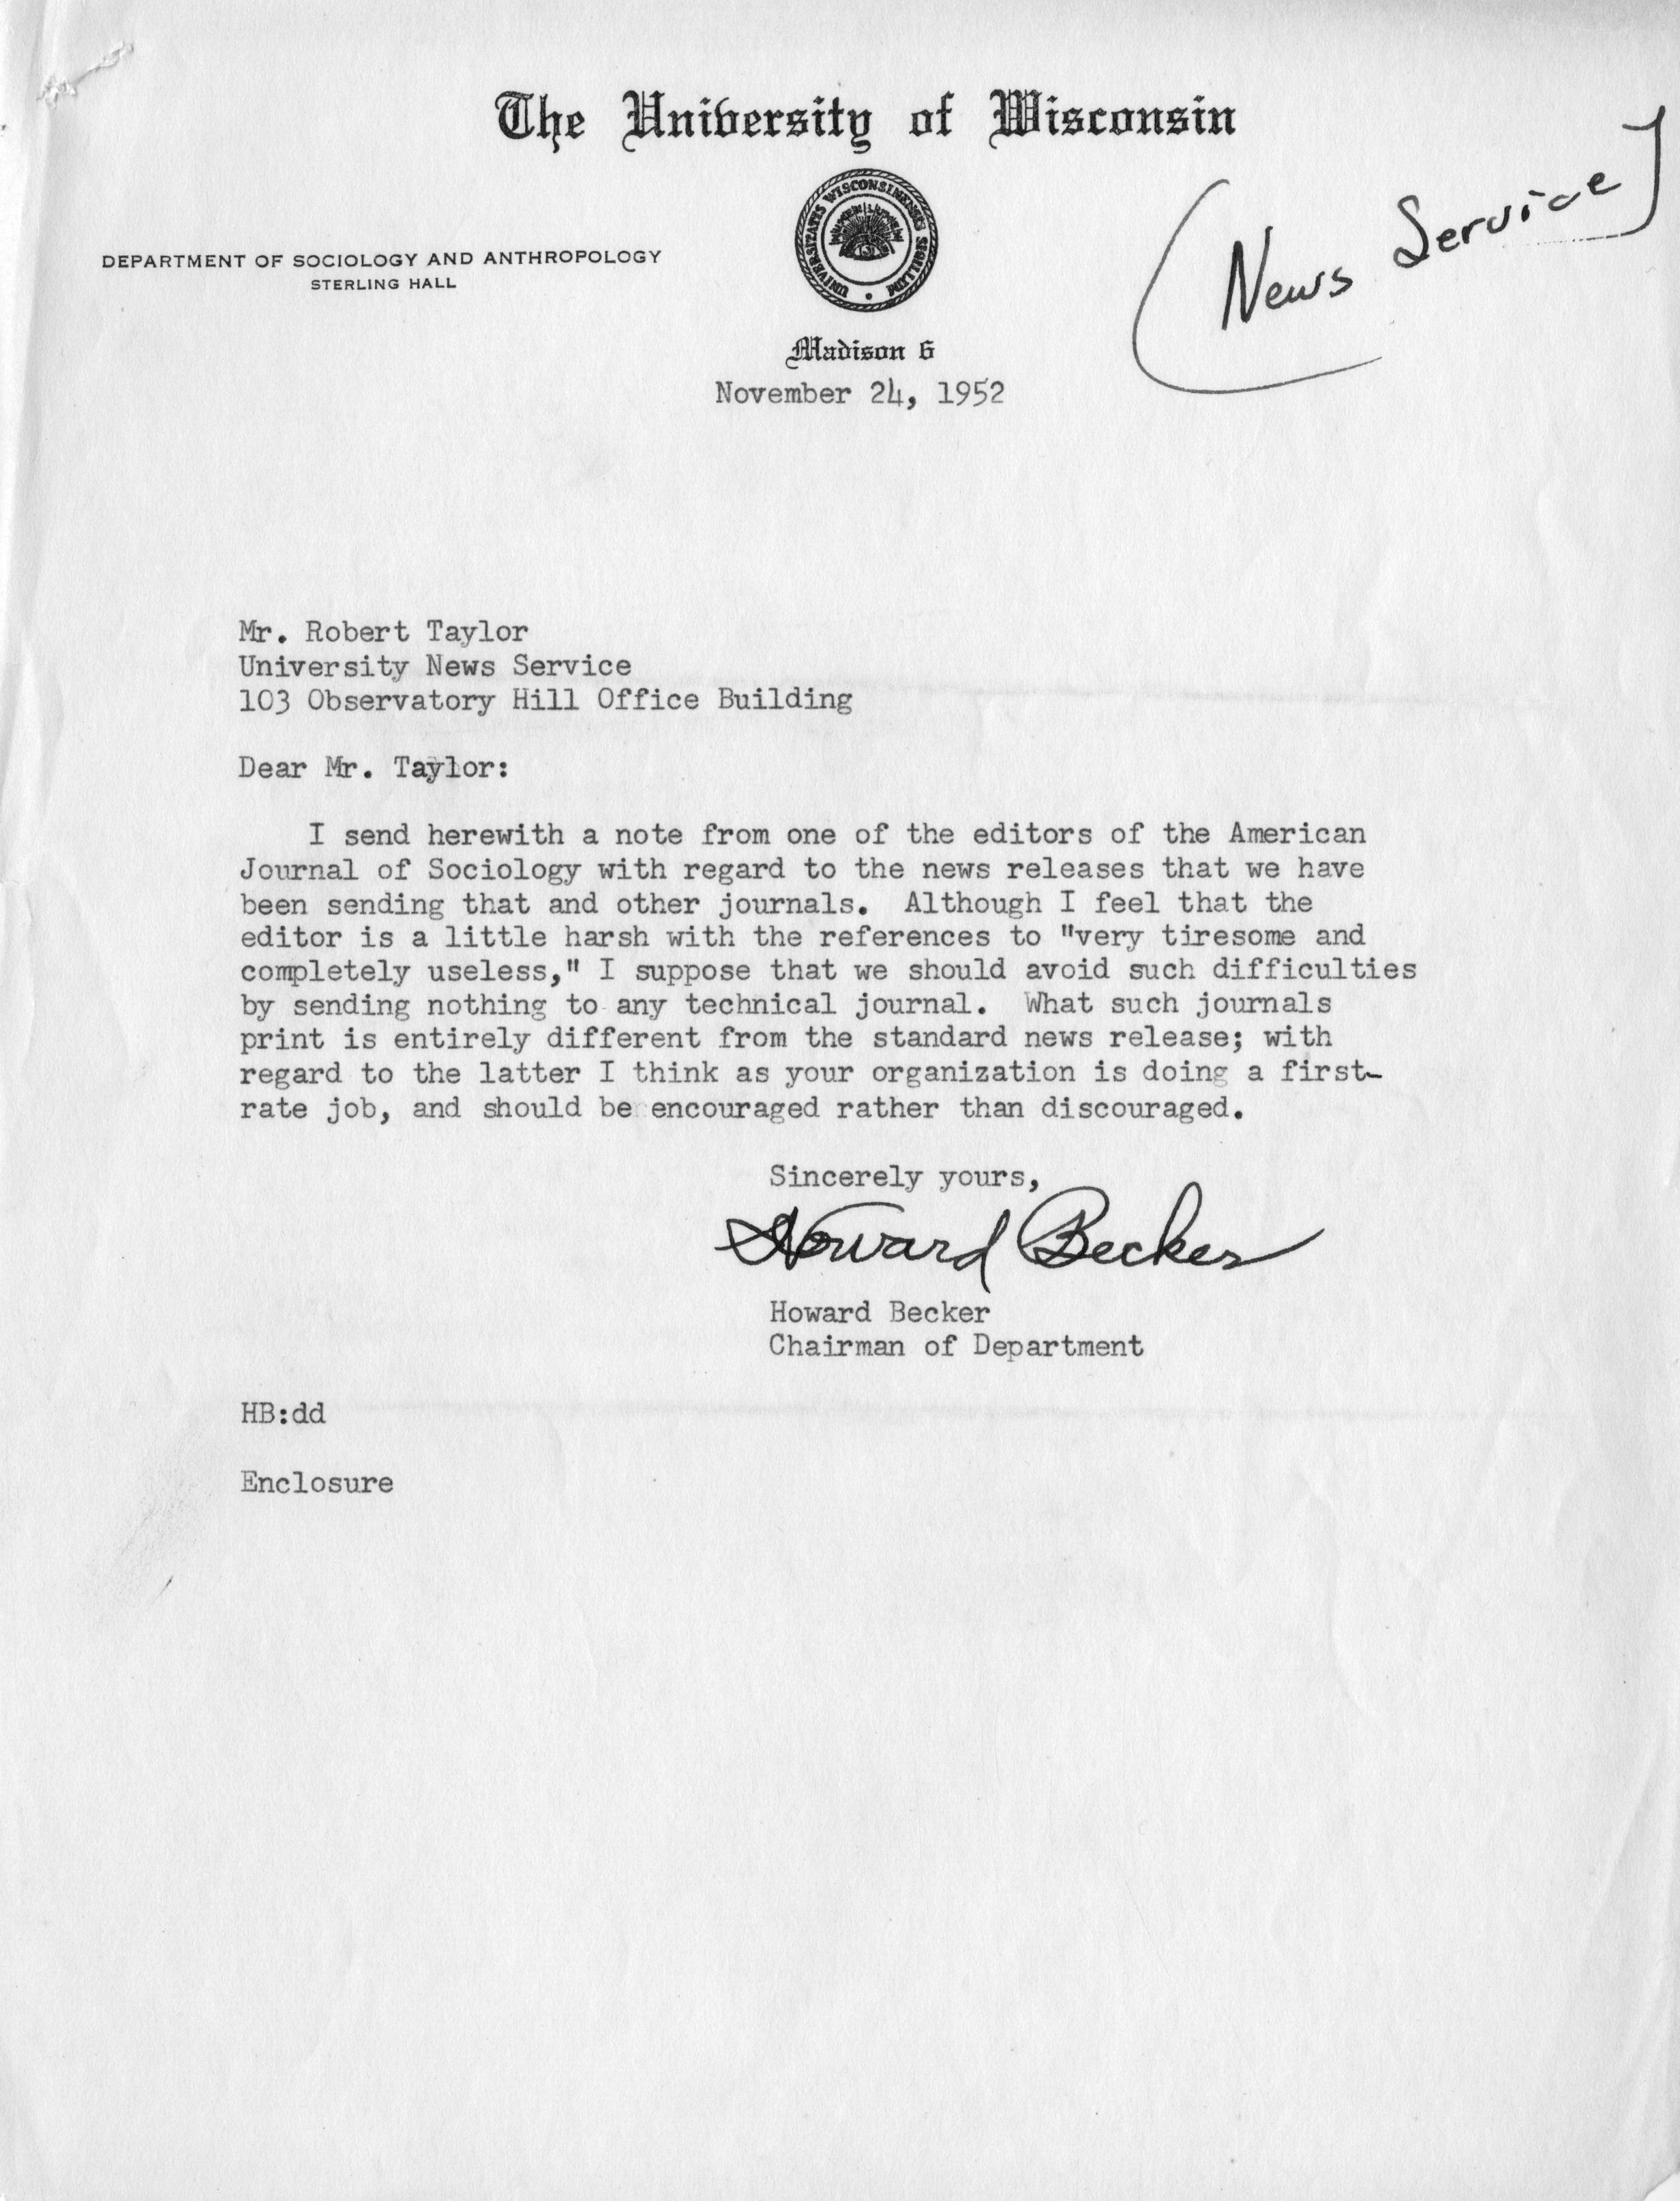 The University of Wisconsin
(News Service)
UNIVERSITATIS WISCONSINENSIS SIGILLUM
DEPARTMENT OF SOCIOLOGY AND ANTHROPOLOGY
STERLING HALL
Madison 6
November 24, 1952
Mr. Robert Taylor
University News Service
103 Observatory Hill Office Building
Dear Mr. Taylor:
I send herewith a note from one of the editors of the American
Journal of Sociology with regard to the news releases that we have
been sending that and other journals. Although I feel that the
editor is a little harsh with the references to "very tiresome and
completely useless," I suppose that we should avoid such difficulties
by sending nothing to any technical journal. What such journals
print is entirely different from the standard news release; with
regard to the latter I think as your organization is doing a first-
rate job, and should be encouraged rather than discouraged.
Sincerely yours,
Howard Becker
Howard Becker
Chairman of Department
HB:dd
Enclosure